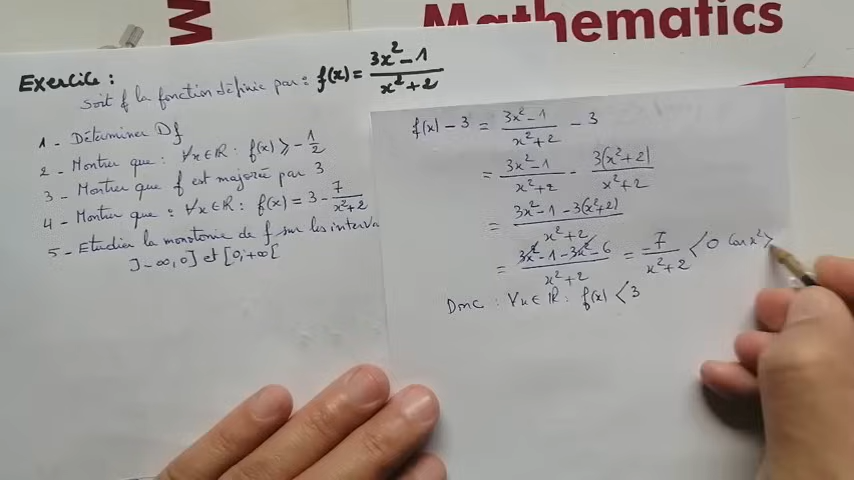 M
Mathematics
Exercice :
soit f la fonction définie par : f(x) = (3x² - 1)/(x² + 2)
1 - Déterminer Df
2 - Montrer que : ∀x∈ℝ : f(x) ≥ -1/2
3 - Montrer que f est majorée par 3
4 - Montrer que : ∀x∈ℝ : f(x) = 3 - 7/(x²+2)
5 - Etudier la monotonie de f sur les interva
]-∞, 0] et [0, +∞[
f(x) - 3 = (3x² - 1)/(x² + 2) - 3
= (3x² - 1)/(x² + 2) - 3(x² + 2)/(x² + 2)
= (3x² - 1 - 3(x² + 2))/(x² + 2)
= (3x² - 1 - 3x² - 6)/(x² + 2) = -7/(x² + 2) < 0 Car x² ≥
Donc : ∀x∈ℝ : f(x) < 3